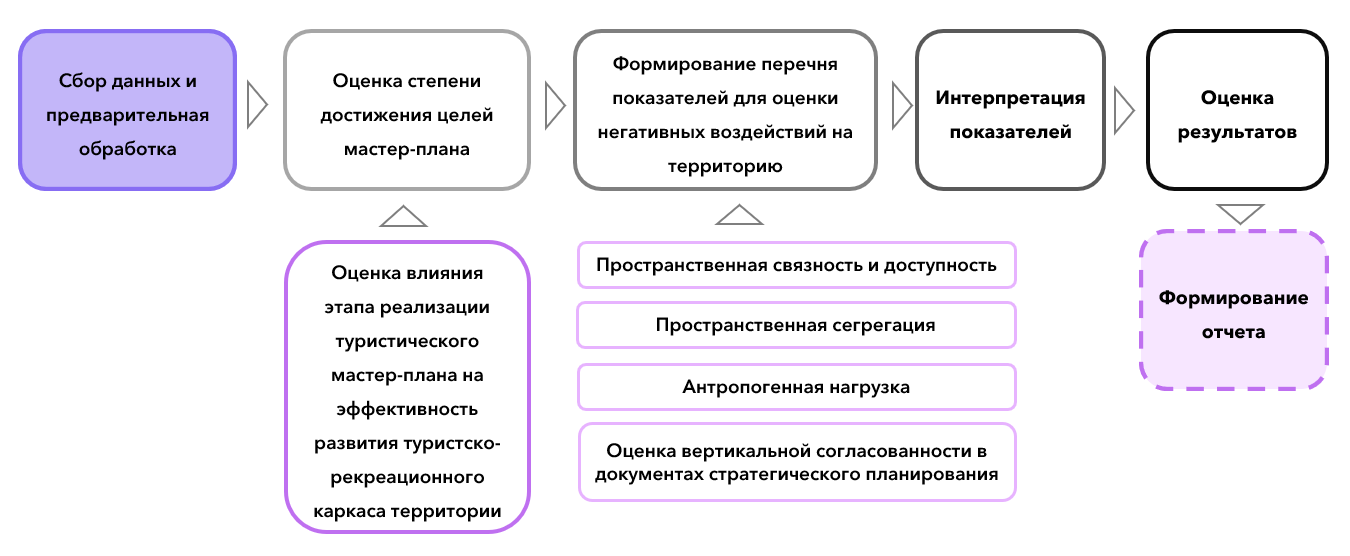 Сбор данных и
предварительная
обработка
Оценка степени
достижения целей
мастер-плана
Формирование перечня
показателей для оценки
негативных воздействий на
территорию
Интерпретация
показателей
Оценка
результатов
Оценка влияния
этапа реализации
туристического
мастер-плана на
эффективность
развития туристско-
рекреационного
каркаса территории
Пространственная связность и доступность
Пространственная сегрегация
Антропогенная нагрузка
Оценка вертикальной согласованности в
документах стратегического планирования
Формирование
отчета